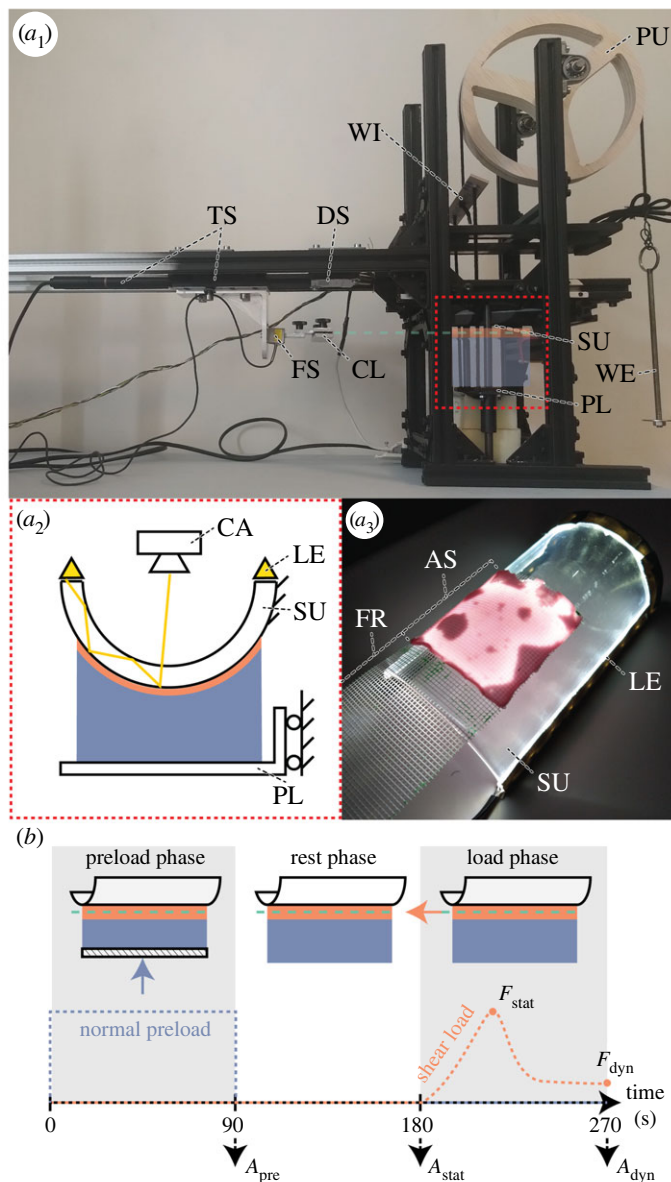 (a1)
PU
WI
TS
DS
FS
CL
SU
WE
PL
(a2)
CA
LE
SU
PL
(a3)
AS
FR
LE
SU
(b)
preload phase
rest phase
load phase
normal preload
shear load
Fstat
Fdyn
time
(s)
0
90
180
270
Apre
Astat
Adyn